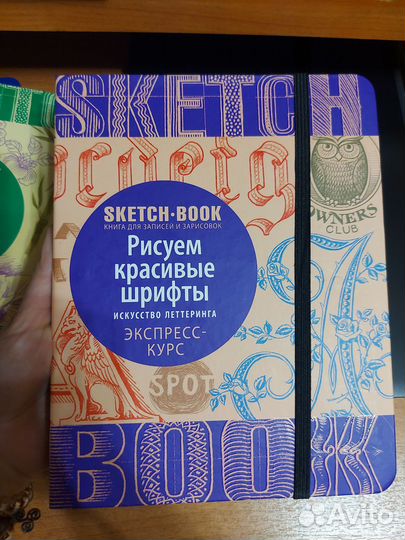 SKETCH
OWNERS
CLUB
SKETCH·BOOK
КНИГА ДЛЯ ЗАПИСЕЙ И ЗАРИСОВОК
Рисуем
красивые
шрифты
ИСКУССТВО ЛЕТТЕРИНГА
ЭКСПРЕСС-
КУРС
SPOT
BOOK
Avito